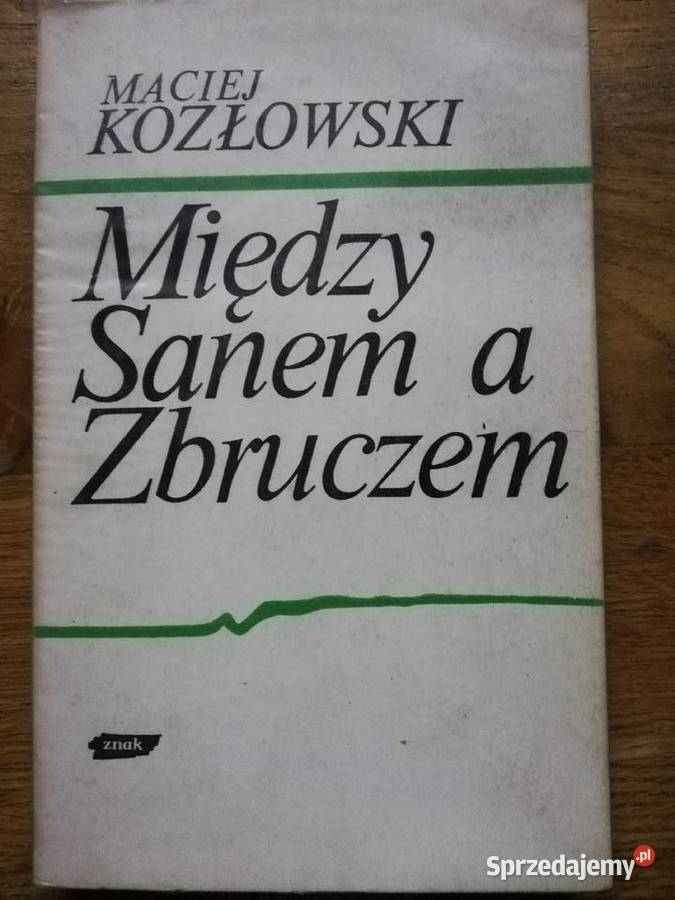 MACIEJ
KOZŁOWSKI
Między
Sanem a
Zbruczem
znak
Sprzedajemy.pl